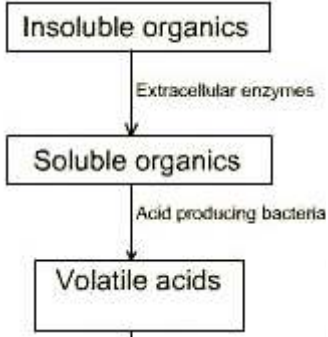 Insoluble organics
Extracellular enzymes
Soluble organics
Acid producing bacteria
Volatile acids